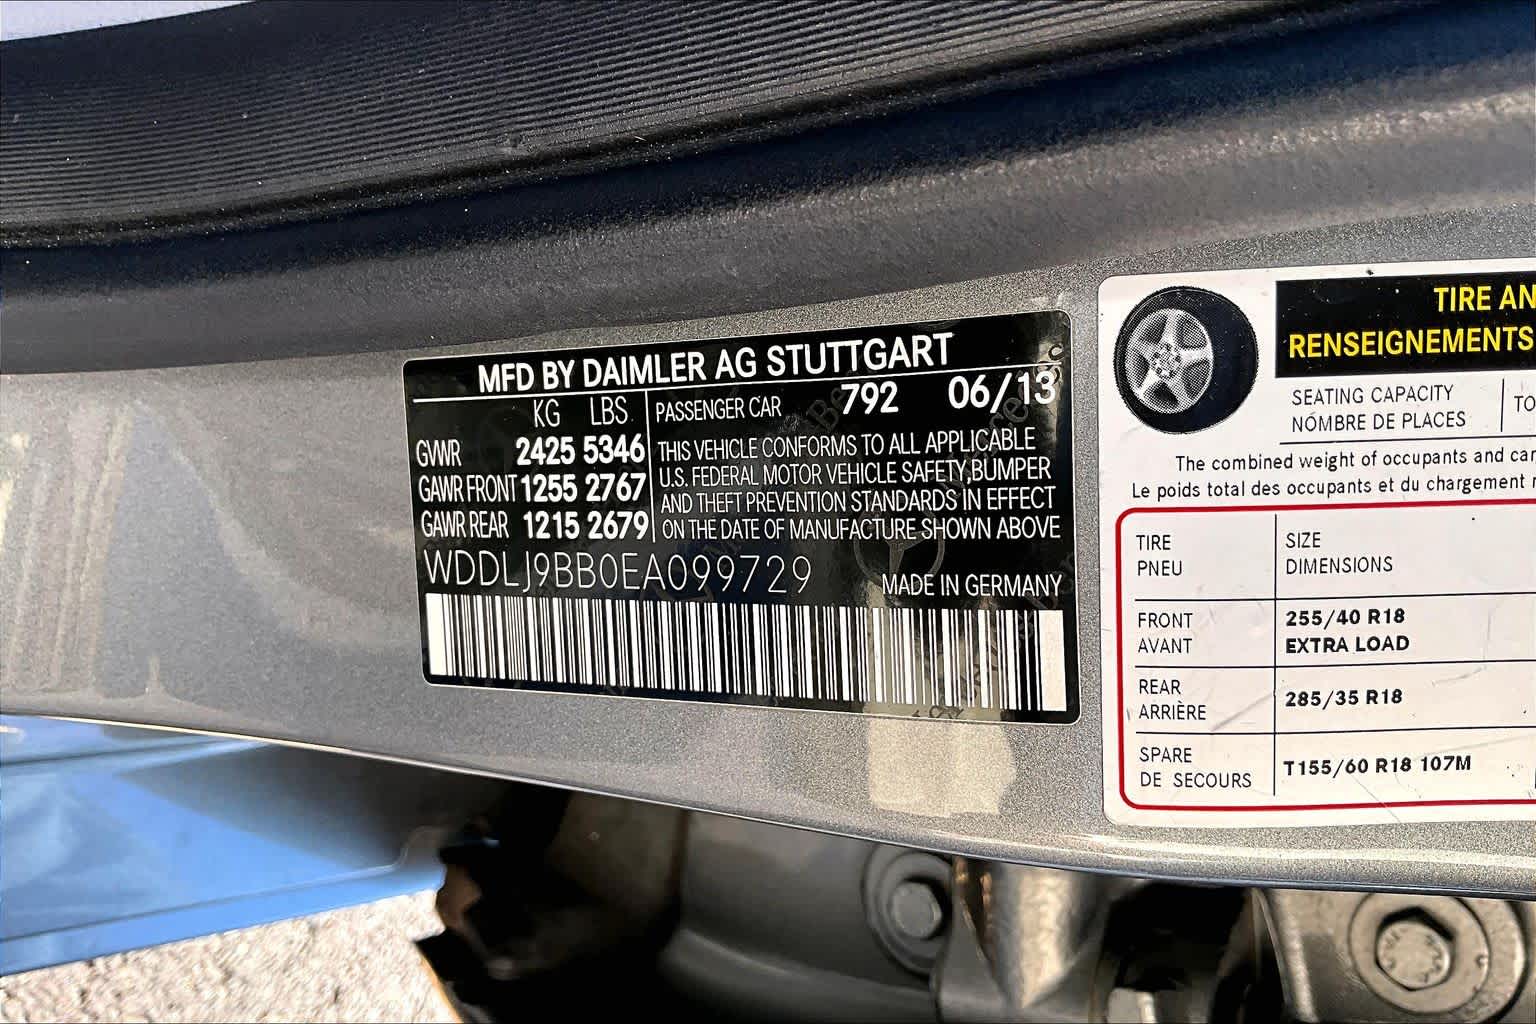 MFD BY DAIMLER AG STUTTGART
KG LBS
GVWR 2425 5346
GAWR FRONT 1255 2767
GAWR REAR 1215 2679
PASSENGER CAR 792 06/13
THIS VEHICLE CONFORMS TO ALL APPLICABLE
U.S. FEDERAL MOTOR VEHICLE SAFETY,BUMPER
AND THEFT PREVENTION STANDARDS IN EFFECT
ON THE DATE OF MANUFACTURE SHOWN ABOVE
WDDLJ9BB0EA099729
MADE IN GERMANY
TIRE AN
RENSEIGNEMENTS
SEATING CAPACITY
NOMBRE DE PLACES
TO
The combined weight of occupants and car
Le poids total des occupants et du chargement
TIRE
PNEU
SIZE
DIMENSIONS
FRONT
AVANT
255/40 R18
EXTRA LOAD
REAR
ARRIÈRE
285/35 R18
SPARE
DE SECOURS
T155/60 R18 107M